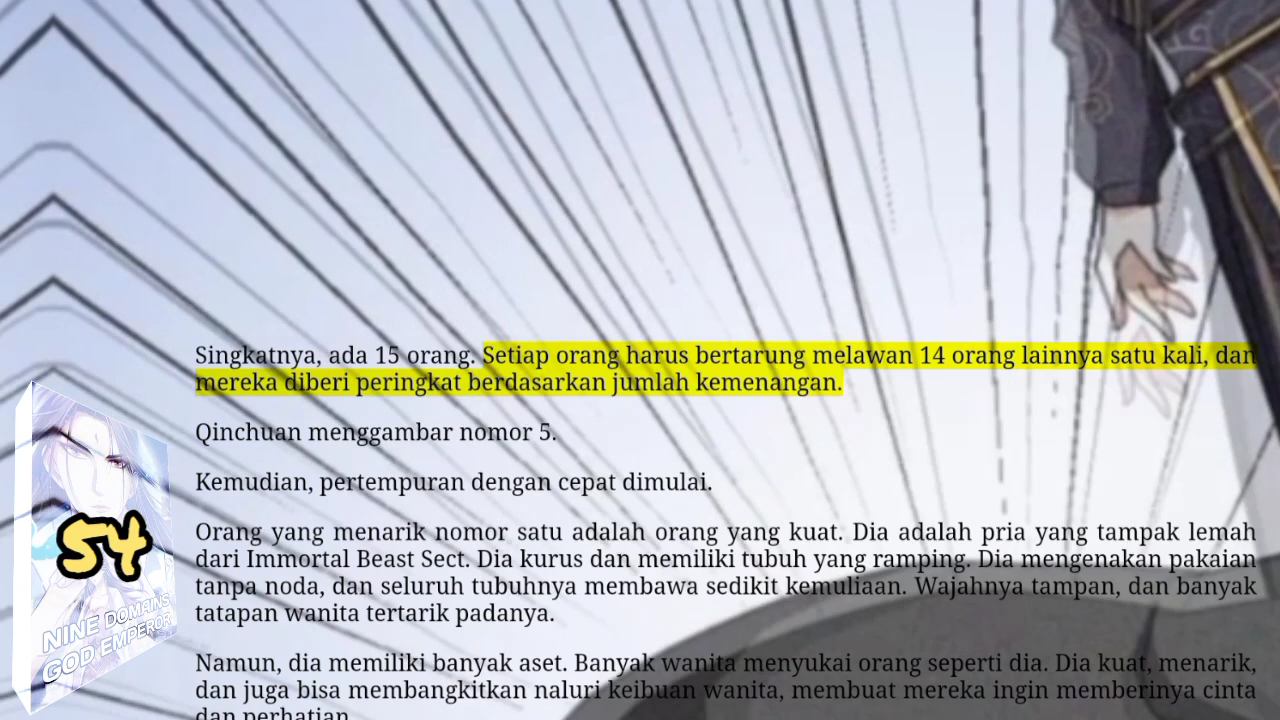 Singkatnya, ada 15 orang. Setiap orang harus bertarung melawan 14 orang lainnya satu kali, dan
mereka diberi peringkat berdasarkan jumlah kemenangan.
Qinchuan menggambar nomor 5.
Kemudian, pertempuran dengan cepat dimulai.
Orang yang menarik nomor satu adalah orang yang kuat. Dia adalah pria yang tampak lemah
dari Immortal Beast Sect. Dia kurus dan memiliki tubuh yang ramping. Dia mengenakan pakaian
tanpa noda, dan seluruh tubuhnya membawa sedikit kemuliaan. Wajahnya tampan, dan banyak
tatapan wanita tertarik padanya.
Namun, dia memiliki banyak aset. Banyak wanita menyukai orang seperti dia. Dia kuat, menarik,
dan juga bisa membangkitkan naluri keibuan wanita, membuat mereka ingin memberinya cinta
dan perhatian.
54
NINE DOMAINS
GOD EMPEROR